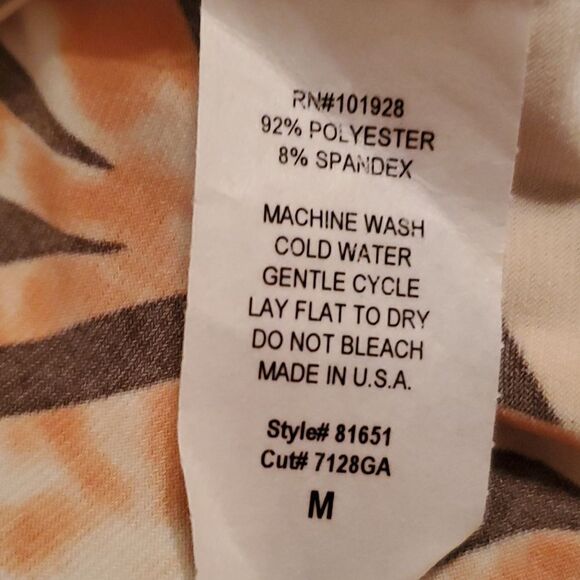 RN#101928
92% POLYESTER
8% SPANDEX
MACHINE WASH
COLD WATER
GENTLE CYCLE
LAY FLAT TO DRY
DO NOT BLEACH
MADE IN U.S.A.
Style# 81651
Cut# 7128GA
M